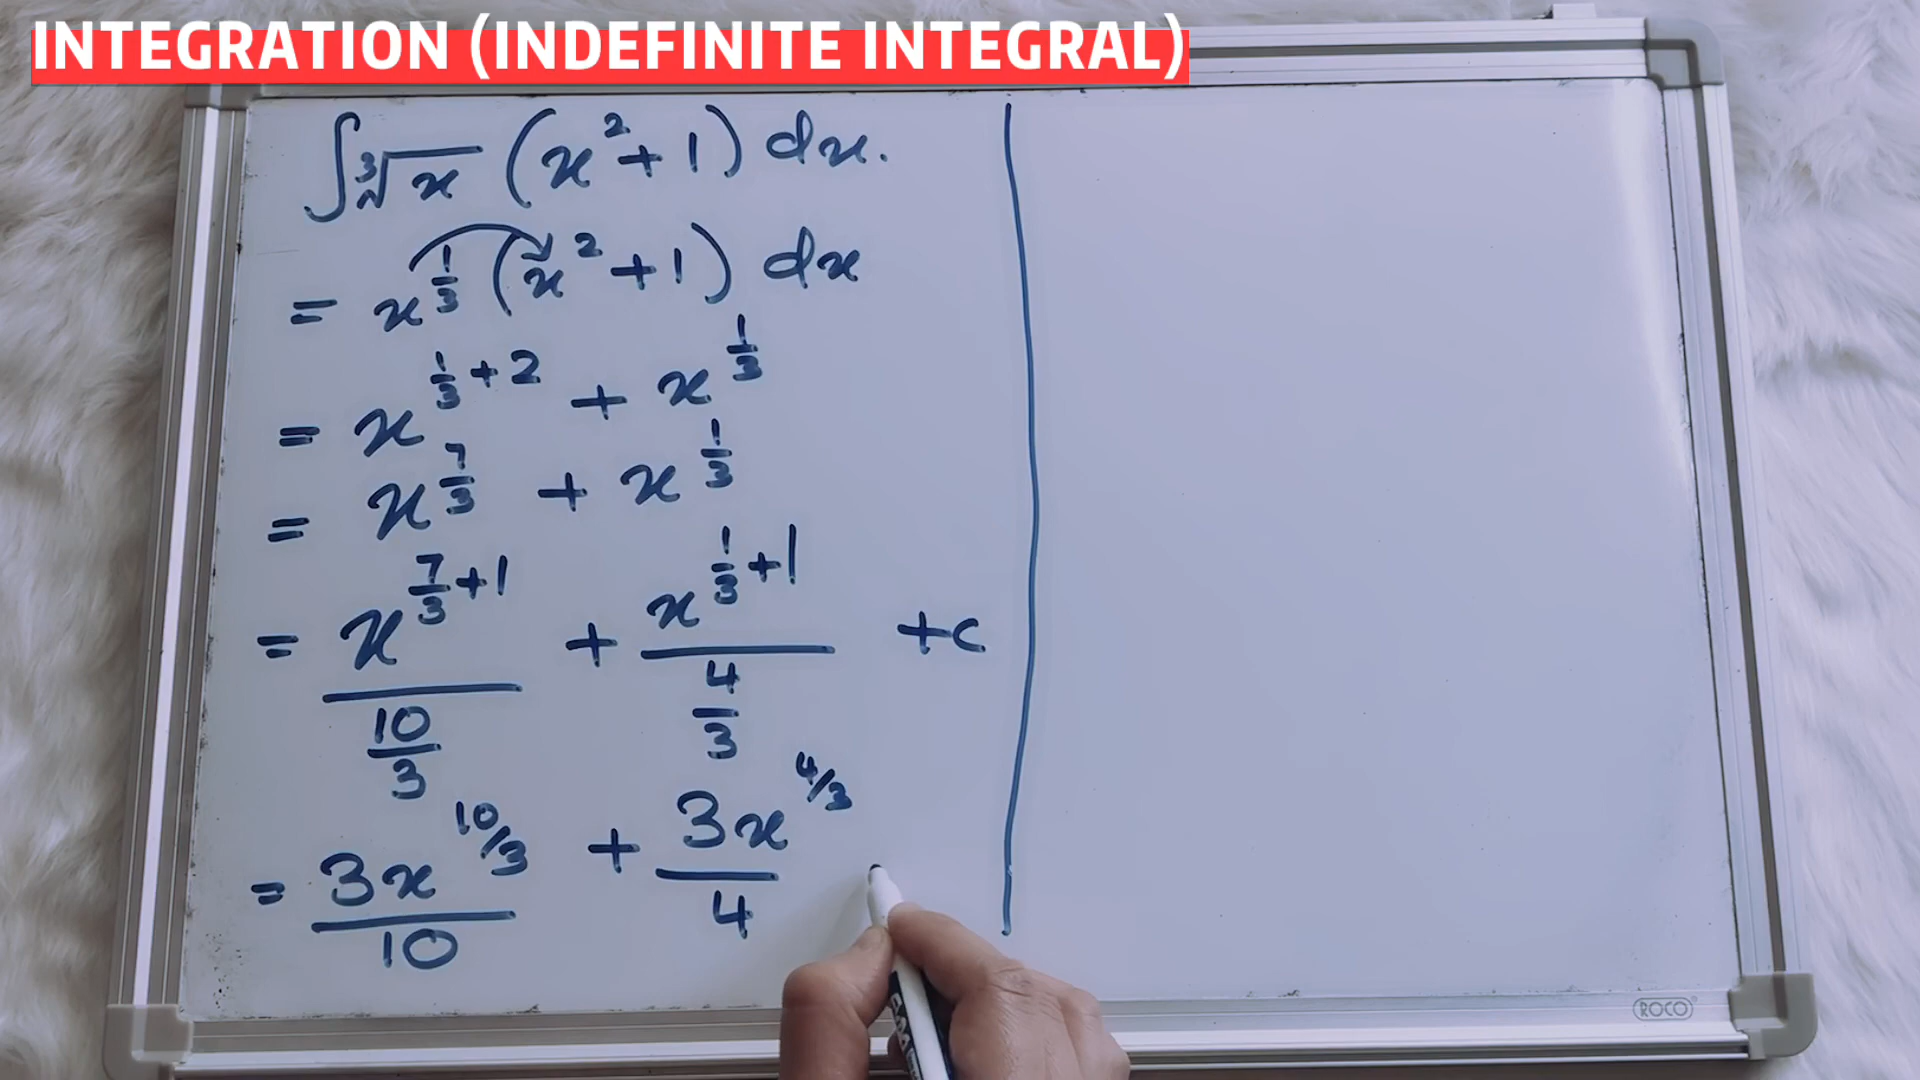 INTEGRATION (INDEFINITE INTEGRAL)
∫∛x (x² + 1) dx.
= x^(1/3) (x² + 1) dx
= x^(1/3 + 2) + x^(1/3)
= x^(7/3) + x^(1/3)
= x^(7/3 + 1) / (10/3) + x^(1/3 + 1) / (4/3) + c
= 3x^(10/3) / 10 + 3x^(4/3) / 4
ROCO